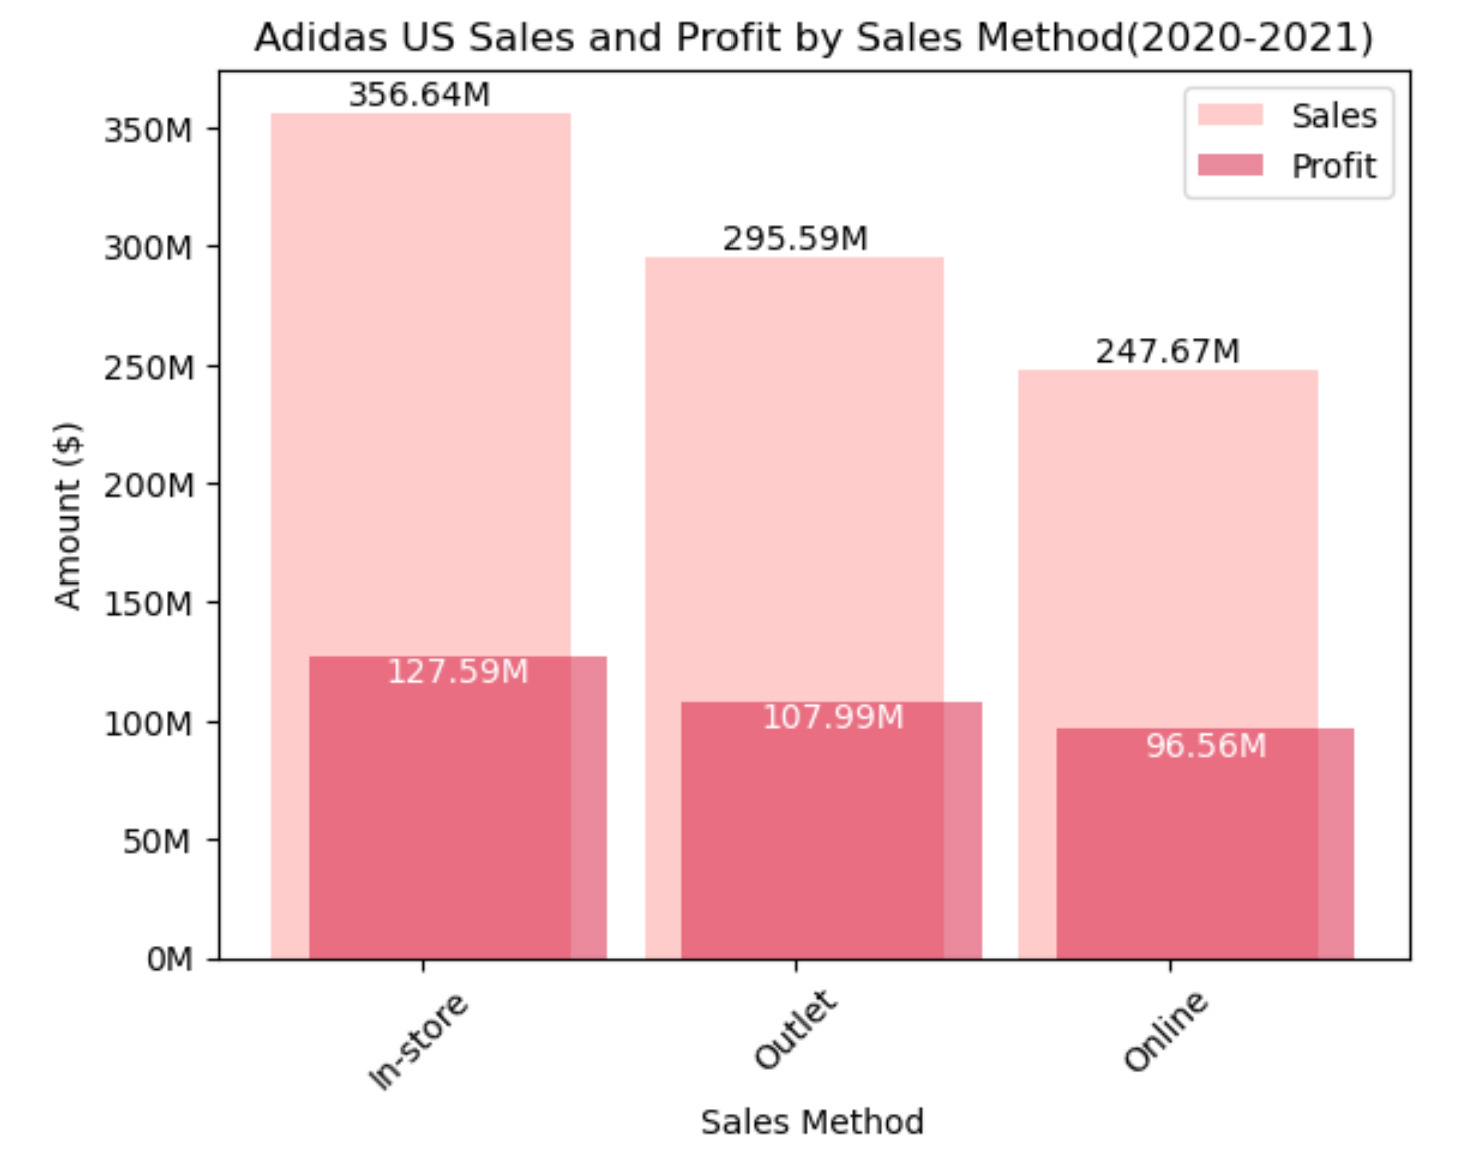 Adidas US Sales and Profit by Sales Method(2020-2021)
356.64M
Sales
Profit
350M
300M
295.59M
250M
247.67M
200M
Amount ($)
150M
127.59M
100M
107.99M
96.56M
50M
0M
In-store
Outlet
Online
Sales Method